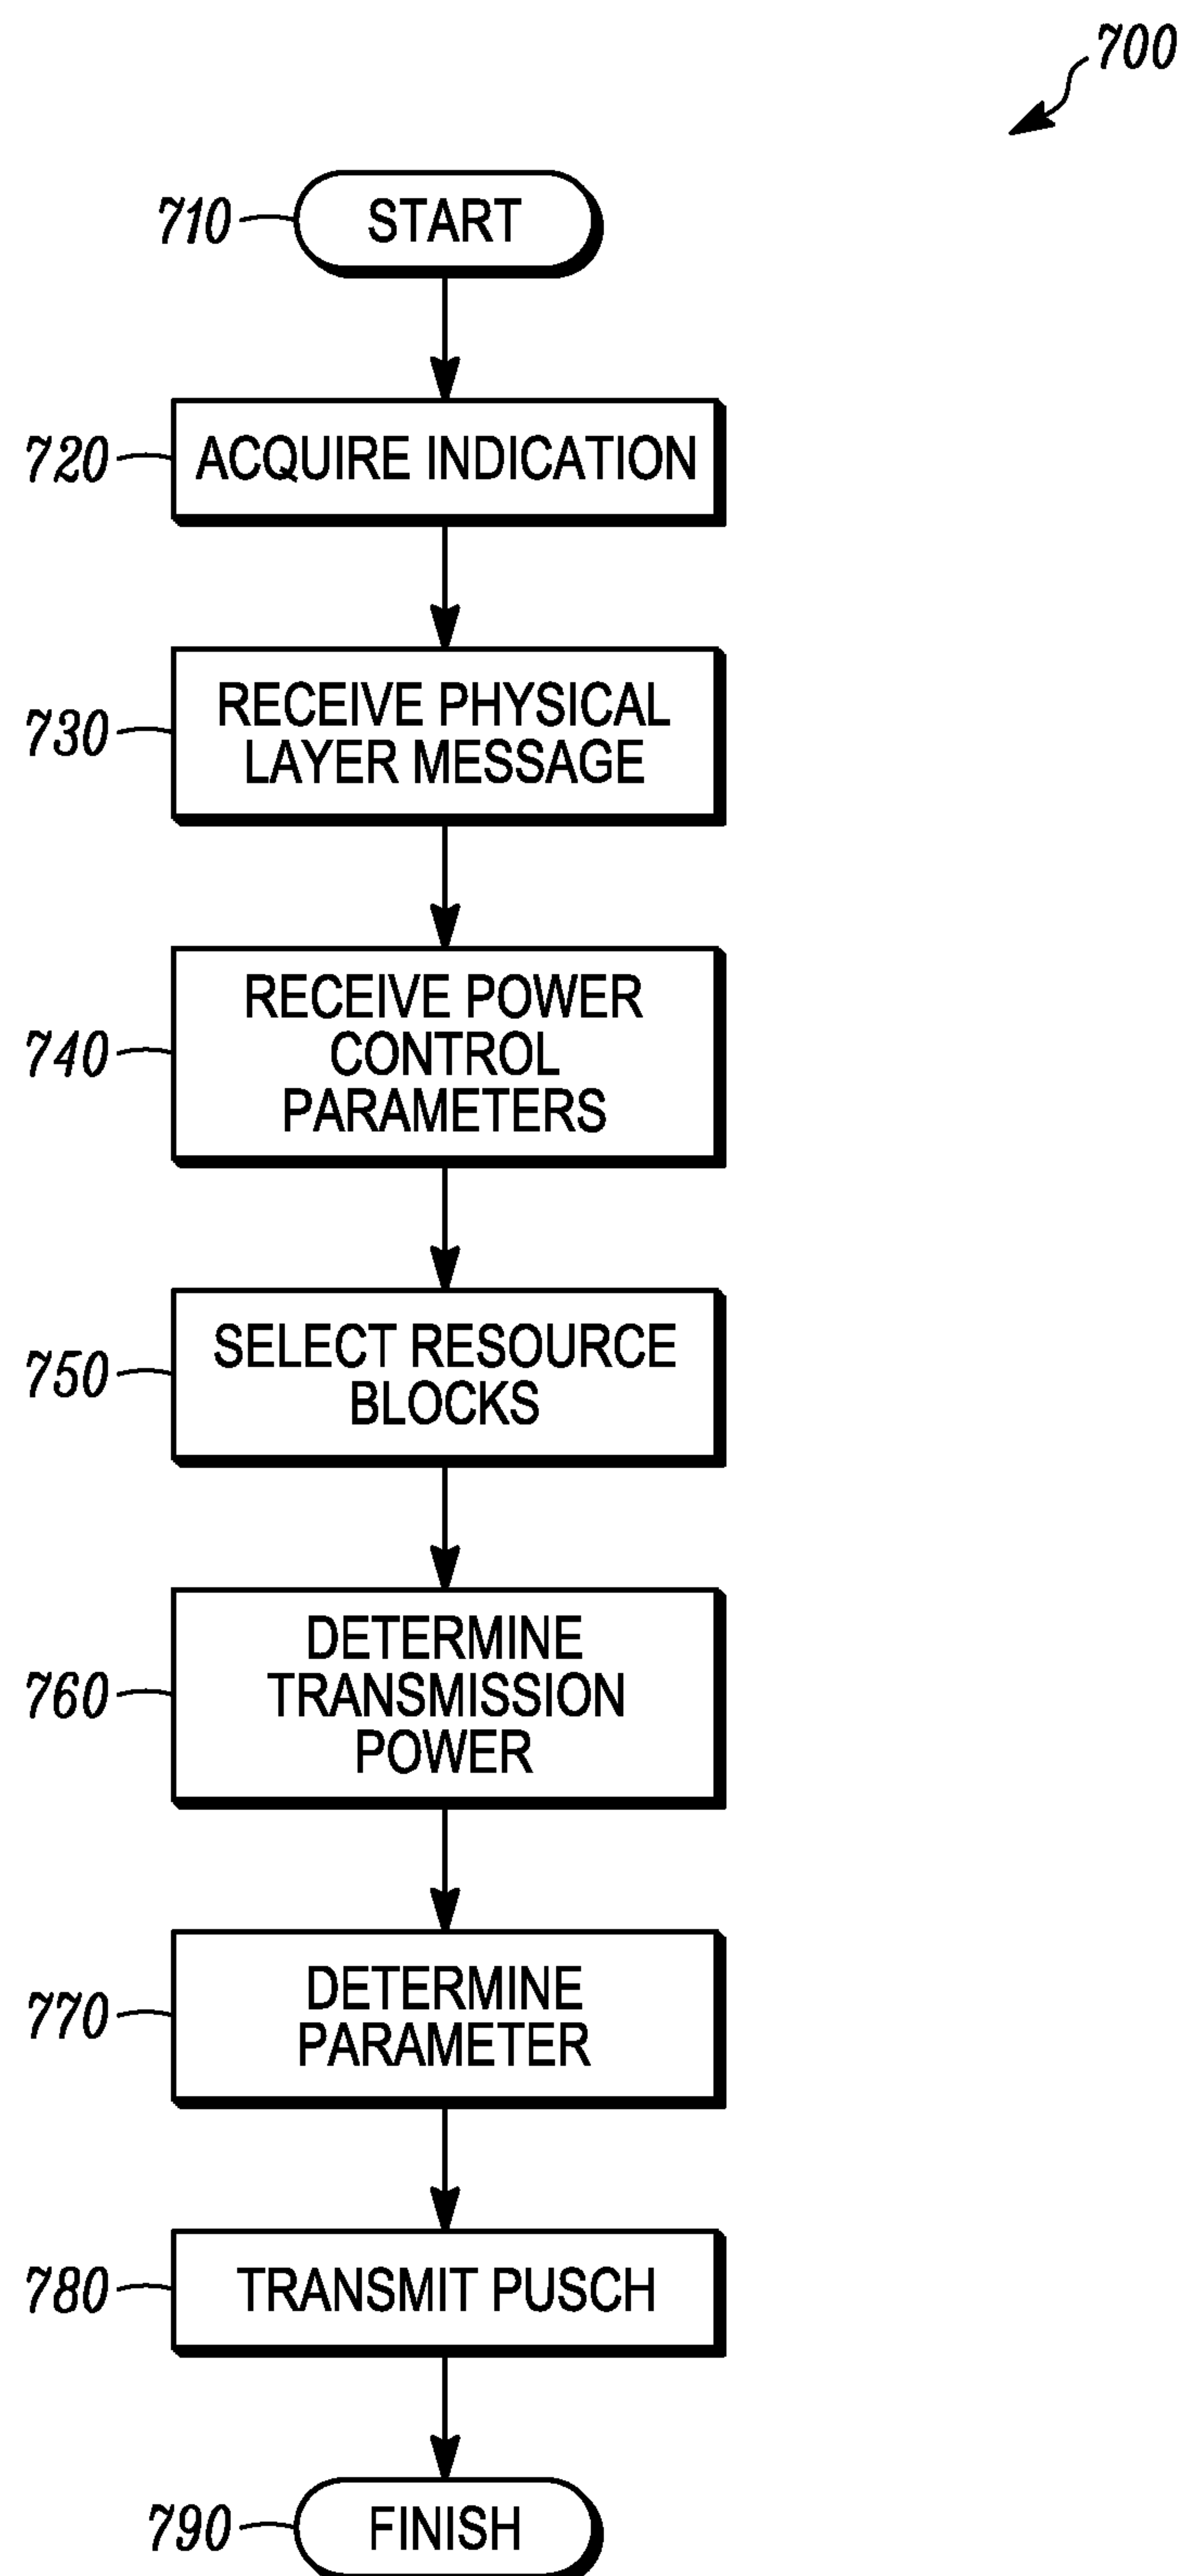 700
710
START
720
ACQUIRE INDICATION
730
RECEIVE PHYSICAL
LAYER MESSAGE
740
RECEIVE POWER
CONTROL
PARAMETERS
750
SELECT RESOURCE
BLOCKS
760
DETERMINE
TRANSMISSION
POWER
770
DETERMINE
PARAMETER
780
TRANSMIT PUSCH
790
FINISH